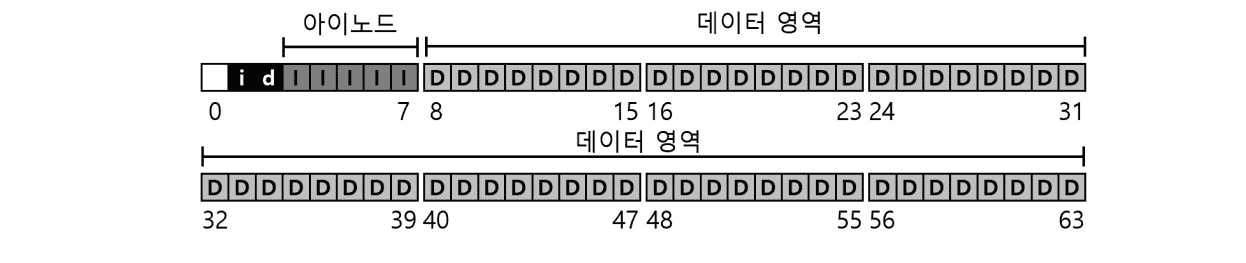 아이노드 데이터 영역
i d I I I I I D D D D D D D D D D D D D D D D D D D D D D D D
0 7 8 15 16 23 24 31
데이터 영역
D D D D D D D D D D D D D D D D D D D D D D D D D D D D D D D D
32 39 40 47 48 55 56 63